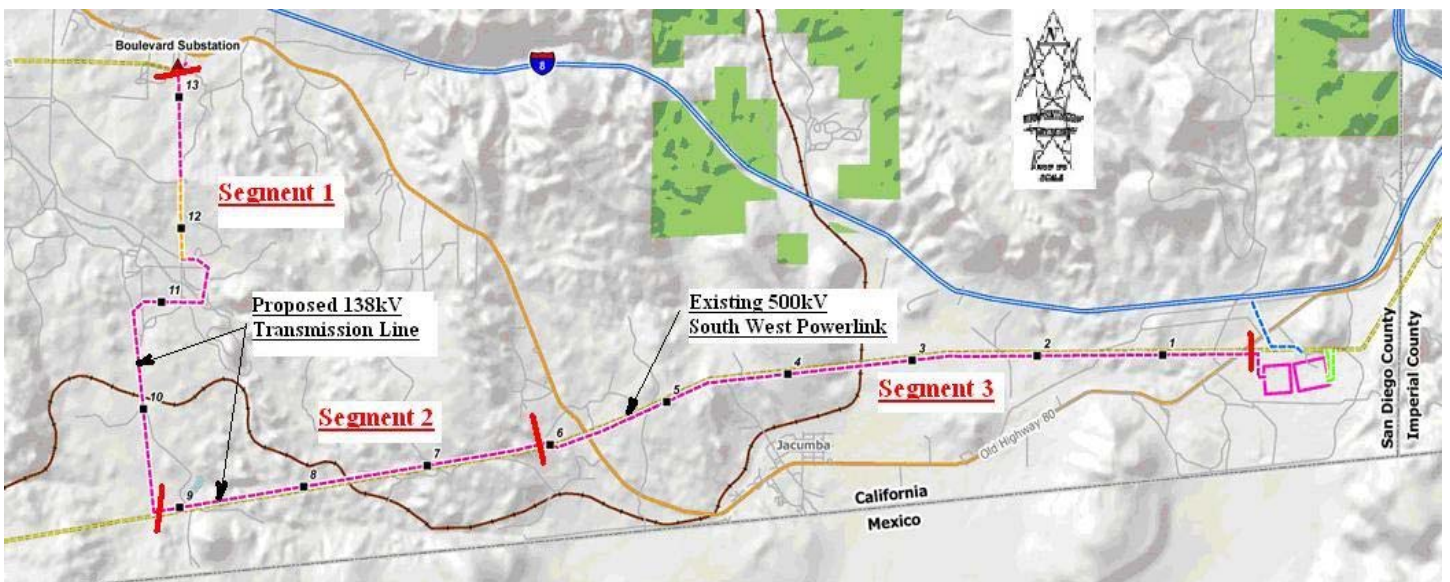 Boulevard Substation
8
N
13
Segment 1
12
11
Proposed 138kV
Transmission Line
Existing 500kV
South West Powerlink
San Diego County
Imperial County
1
2
3
4
5
Segment 3
10
Segment 2
6
7
8
9
Jacumba
Old Highway 80
California
Mexico
SCALE